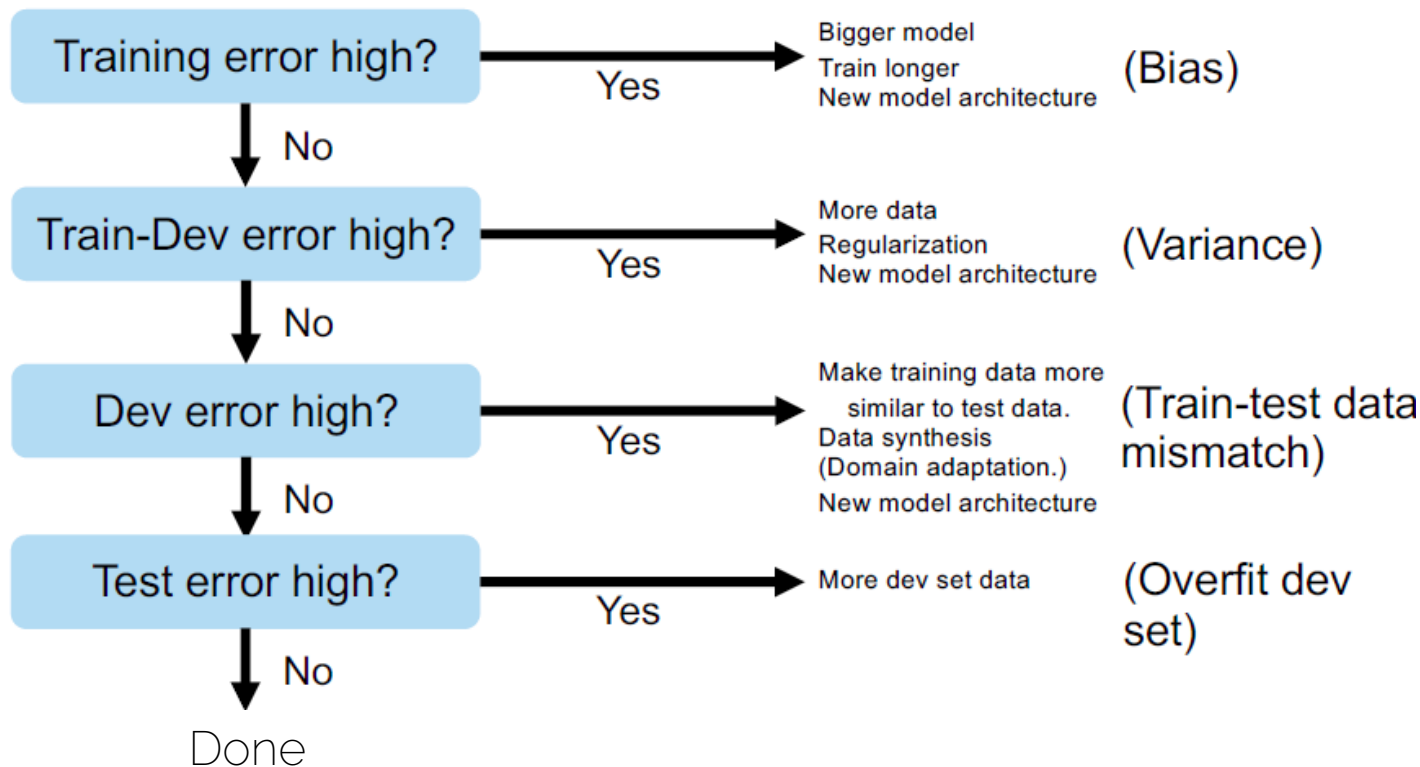 Training error high?
Yes
Bigger model
Train longer
New model architecture
(Bias)
No
Train-Dev error high?
Yes
More data
Regularization
New model architecture
(Variance)
No
Dev error high?
Yes
Make training data more
similar to test data.
Data synthesis
(Domain adaptation.)
New model architecture
(Train-test data
mismatch)
No
Test error high?
Yes
More dev set data
(Overfit dev
set)
No
Done